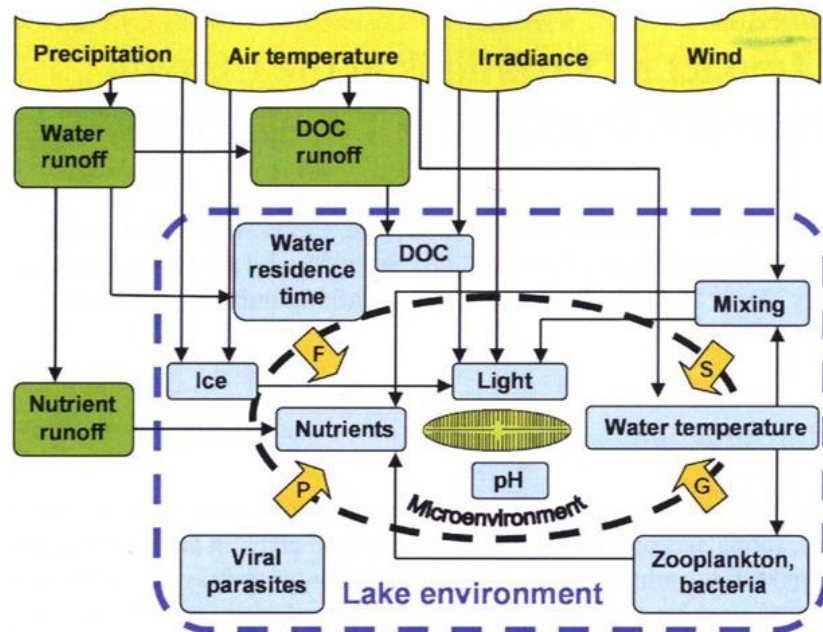 Precipitation
Air temperature
Irradiance
Wind
Water
runoff
DOC
runoff
Water
residence
time
DOC
Mixing
F
S
Ice
Light
Nutrient
runoff
Nutrients
Water temperature
pH
P
G
Microenvironment
Viral
parasites
Zooplankton,
bacteria
Lake environment